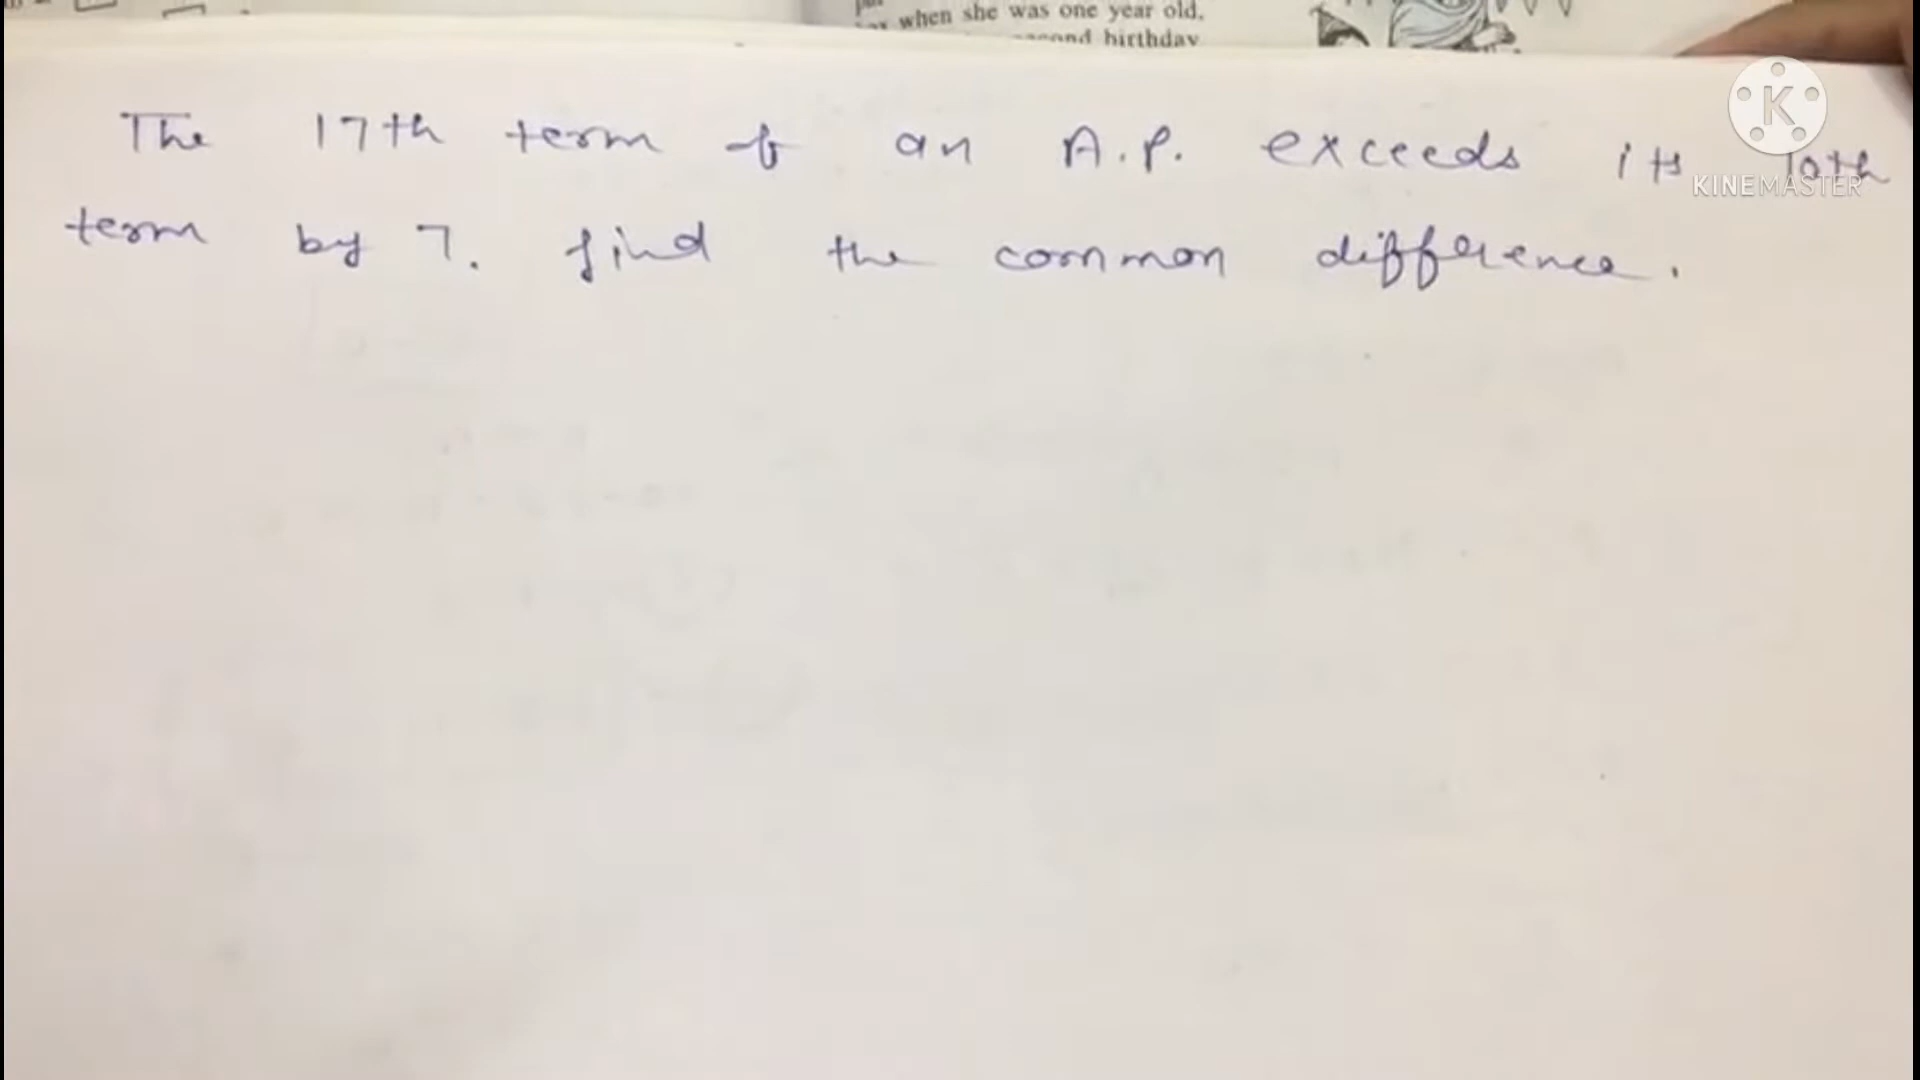 when she was one year old,
second birthday
K
KINEMASTER
The 17th term of an A.P. exceeds its 10th
term by 7. find the common difference.